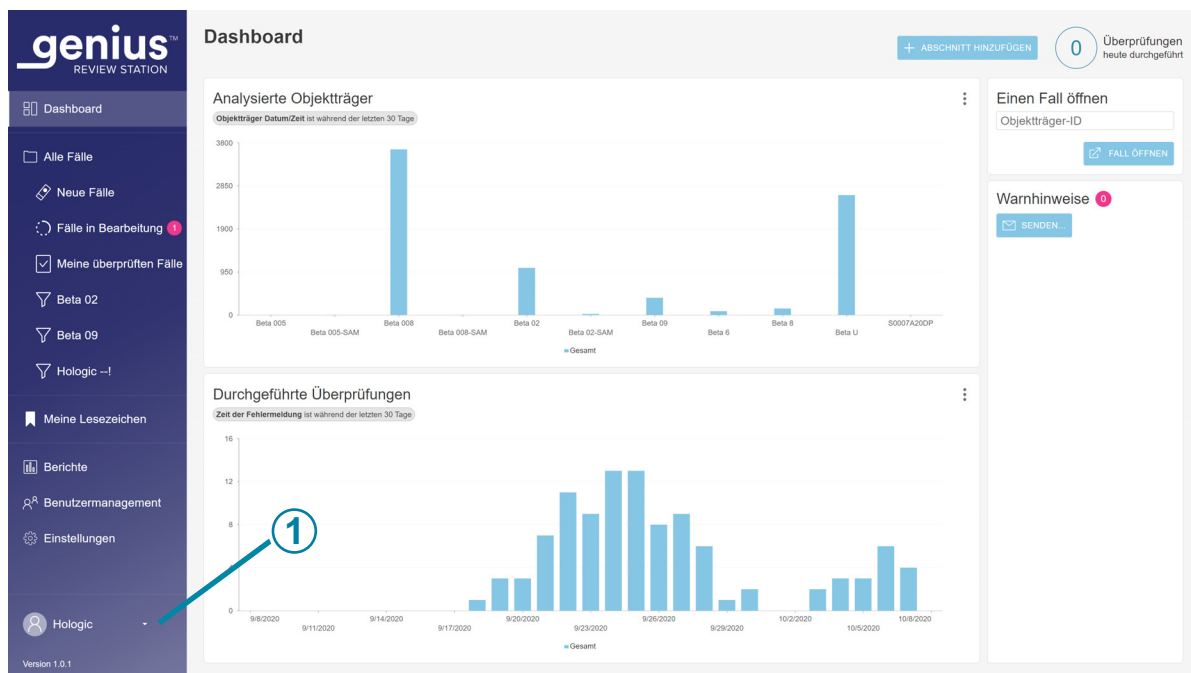 genius™
REVIEW STATION
Dashboard
Alle Fälle
Neue Fälle
Fälle in Bearbeitung 1
Meine überprüften Fälle
Beta 02
Beta 09
Hologic --!
Meine Lesezeichen
Berichte
Benutzermanagement
Einstellungen
Hologic
Version 1.0.1
1
Dashboard
+ ABSCHNITT HINZUFÜGEN
0
Überprüfungen
heute durchgeführt
Analysierte Objektträger
Objektträger Datum/Zeit ist während der letzten 30 Tage
3800
2850
1900
950
0
Beta 005
Beta 005-SAM
Beta 008
Beta 008-SAM
Beta 02
Beta 02-SAM
Beta 09
Beta 6
Beta 8
Beta U
S0007A20DP
Gesamt
Durchgeführte Überprüfungen
Zeit der Fehlermeldung ist während der letzten 30 Tage
16
12
8
4
0
9/8/2020
9/11/2020
9/14/2020
9/17/2020
9/20/2020
9/23/2020
9/26/2020
9/29/2020
10/2/2020
10/5/2020
10/8/2020
Gesamt
Einen Fall öffnen
Objektträger-ID
FALL ÖFFNEN
Warnhinweise 0
SENDEN...